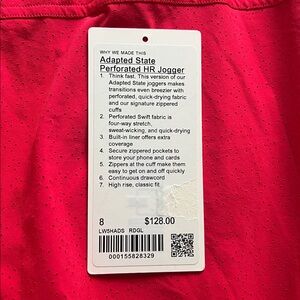 WHY WE MADE THIS
Adapted State
Perforated HR Jogger
1. Think fast. This version of our
Adapted State joggers makes
transitions even breezier with
perforated, quick-drying fabric
and our signature zippered
cuffs
2. Perforated Swift fabric is
four-way stretch,
sweat-wicking, and quick-drying
3. Built-in liner offers extra
coverage
4. Secure zippered pockets to
store your phone and cards
5. Zippers at the cuff make them
easy to get on and off quickly
6. Continuous drawcord
7. High rise, classic fit
8 $128.00
LW5HADS RDGL
000155828329